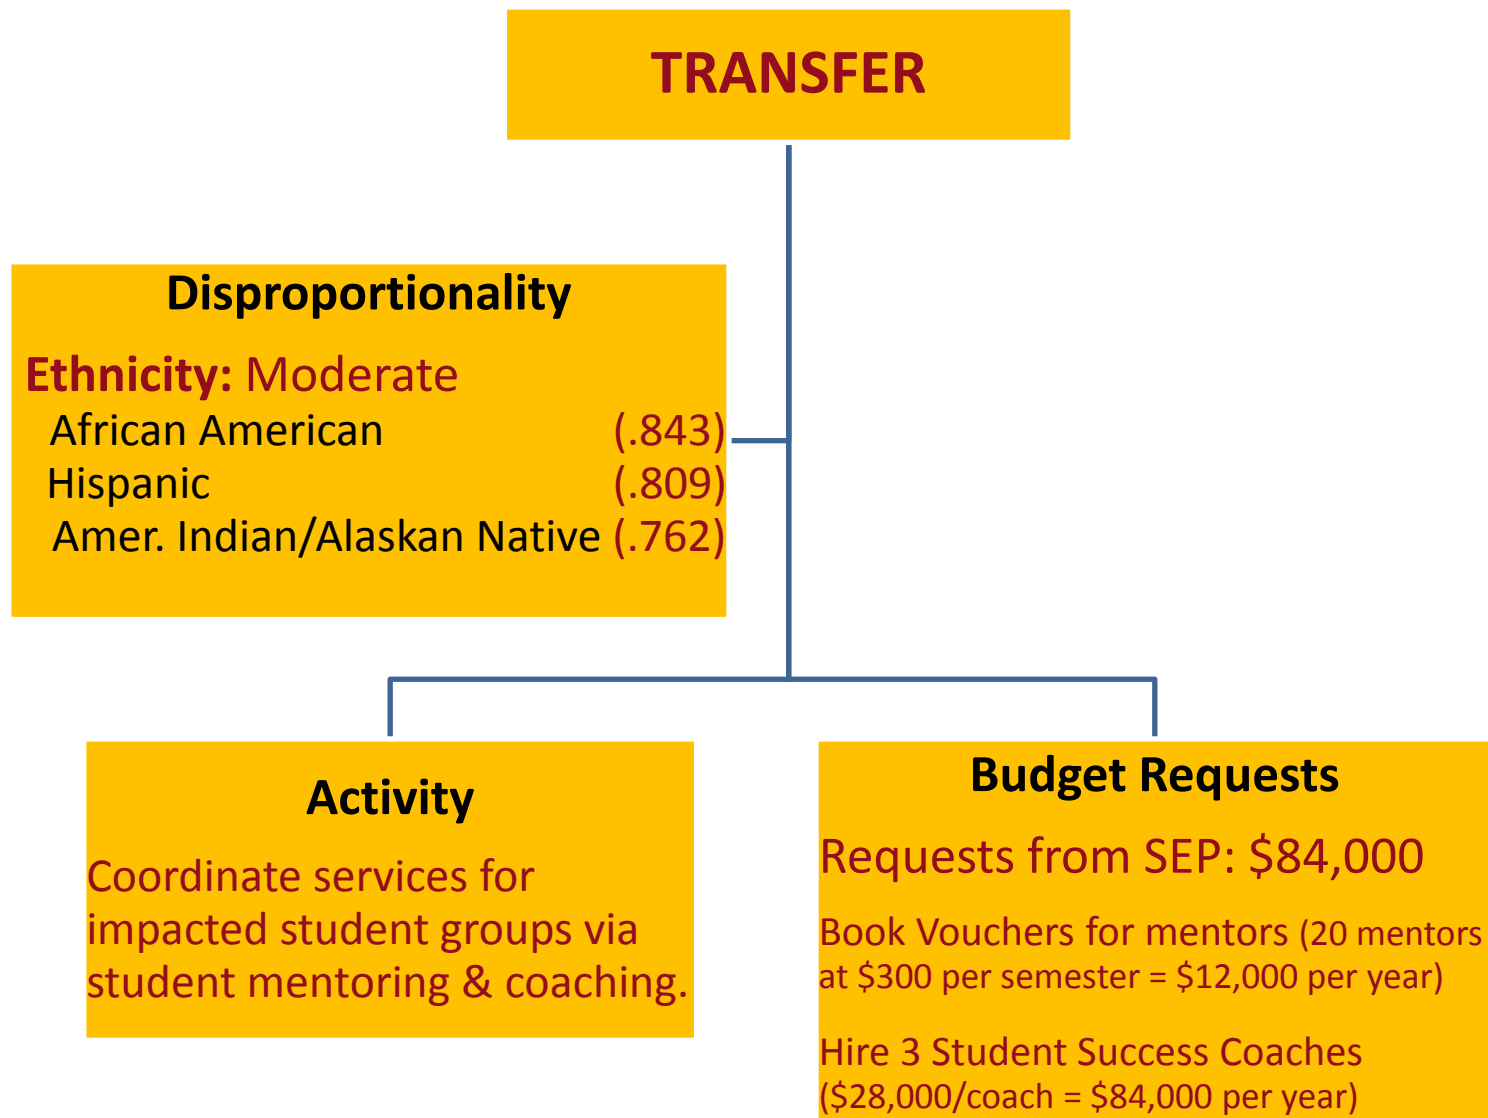 TRANSFER
Disproportionality
Ethnicity: Moderate
African American (.843)
Hispanic (.809)
Amer. Indian/Alaskan Native (.762)
Activity
Coordinate services for
impacted student groups via
student mentoring & coaching.
Budget Requests
Requests from SEP: $84,000
Book Vouchers for mentors (20 mentors
at $300 per semester = $12,000 per year)
Hire 3 Student Success Coaches
($28,000/coach = $84,000 per year)